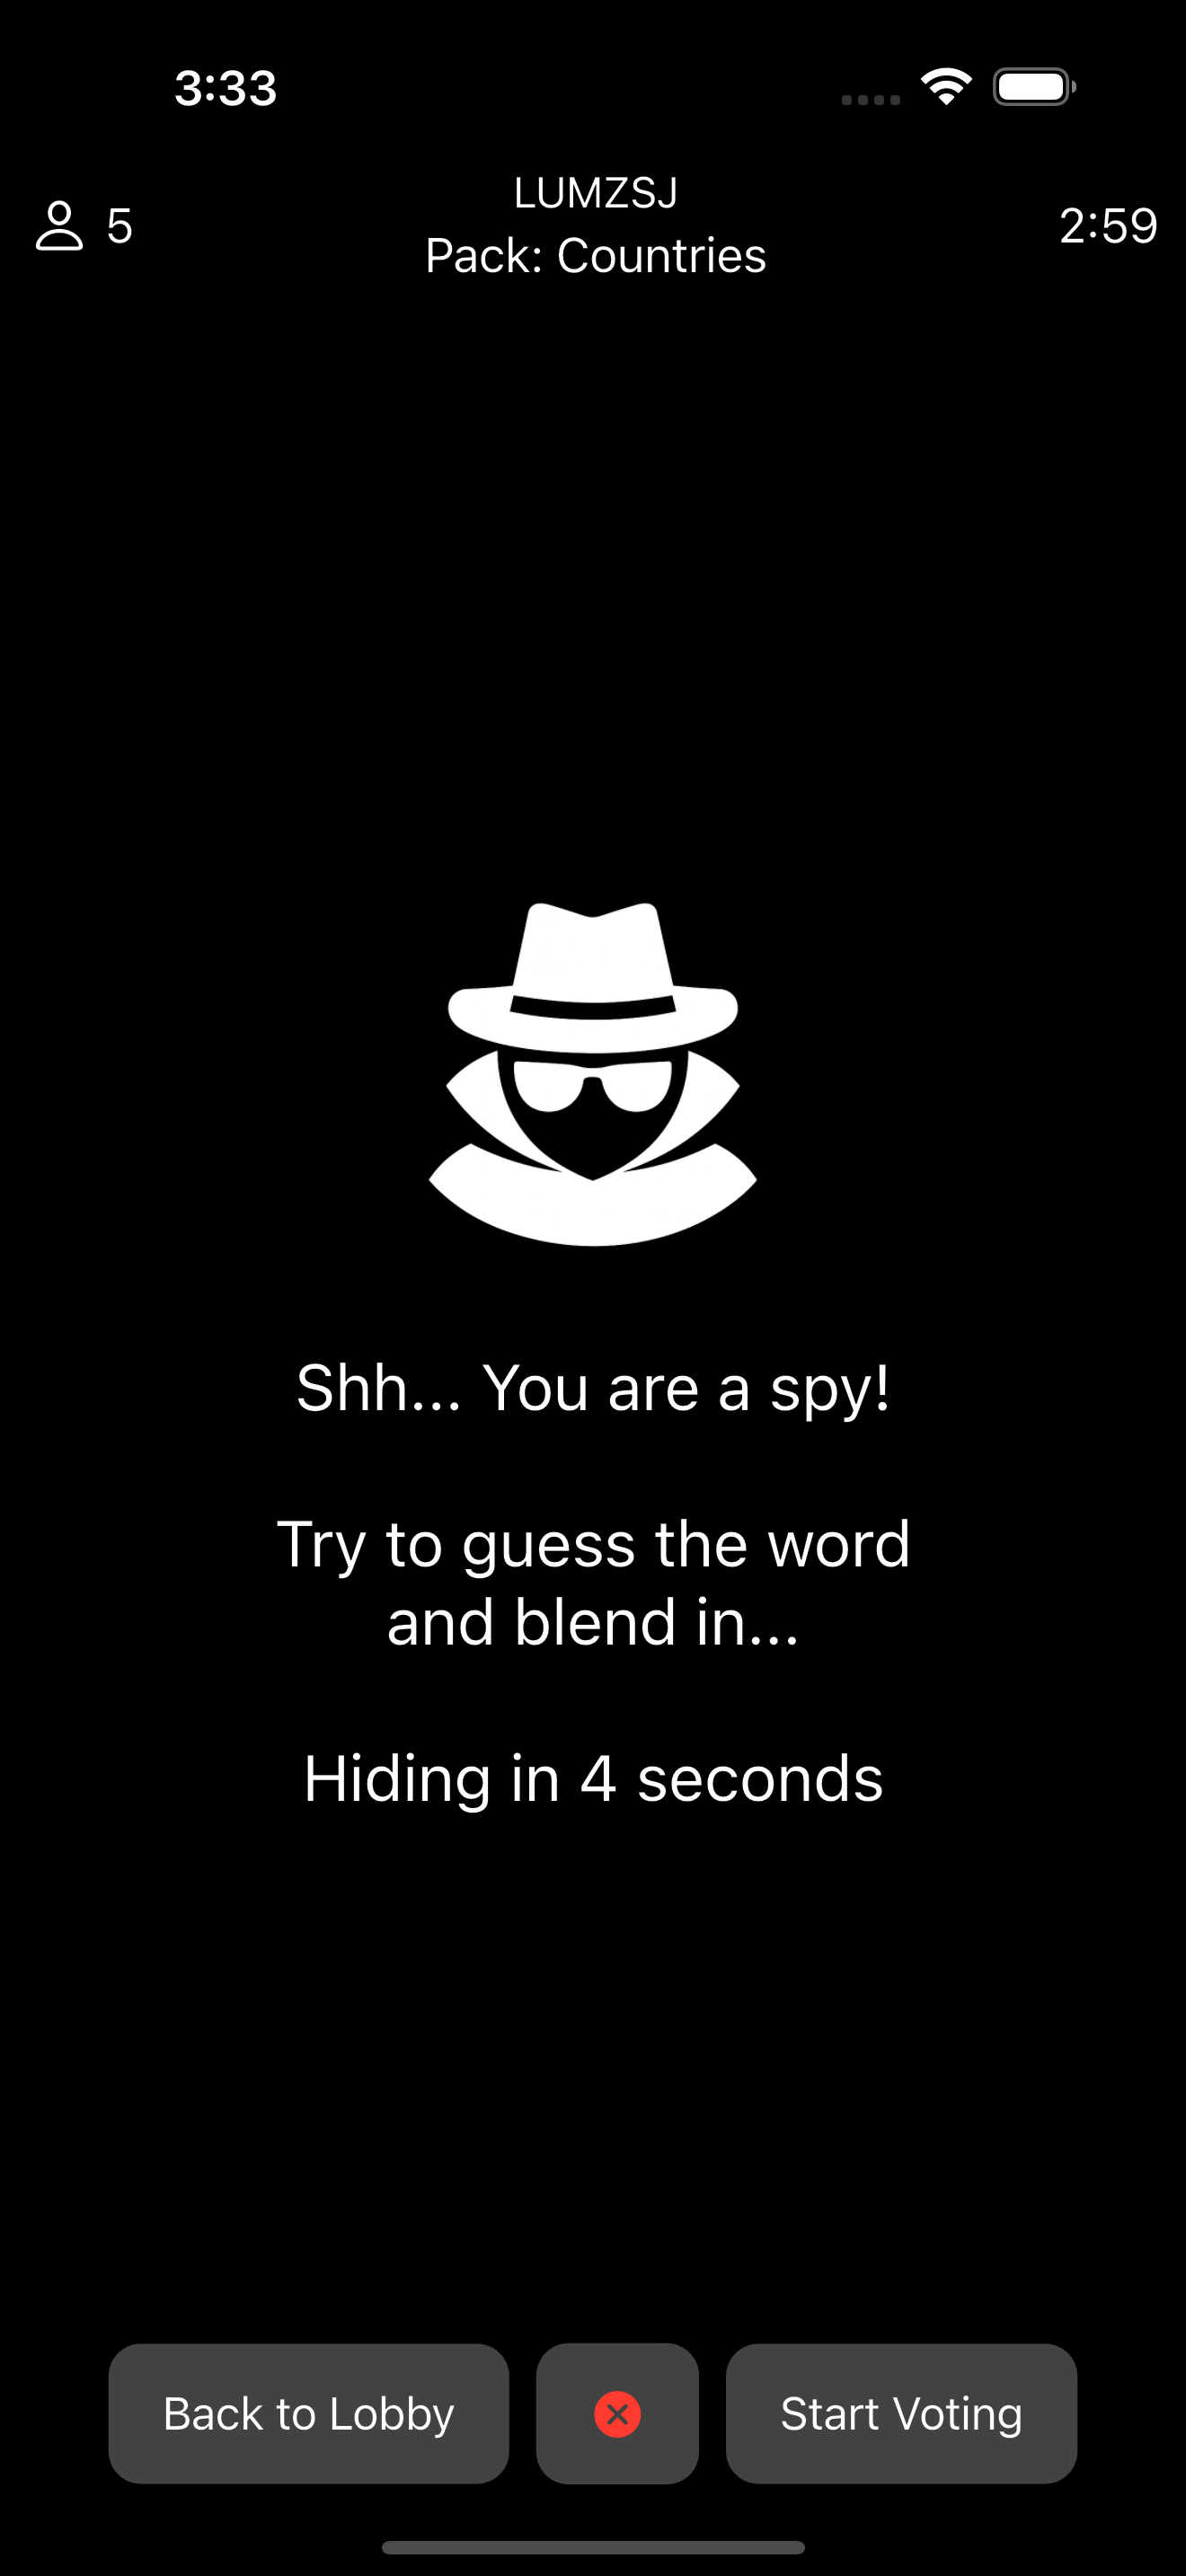 3:33
LUMZSJ
5
2:59
Pack: Countries
Shh... You are a spy!
Try to guess the word
and blend in...
Hiding in 4 seconds
Back to Lobby
Start Voting